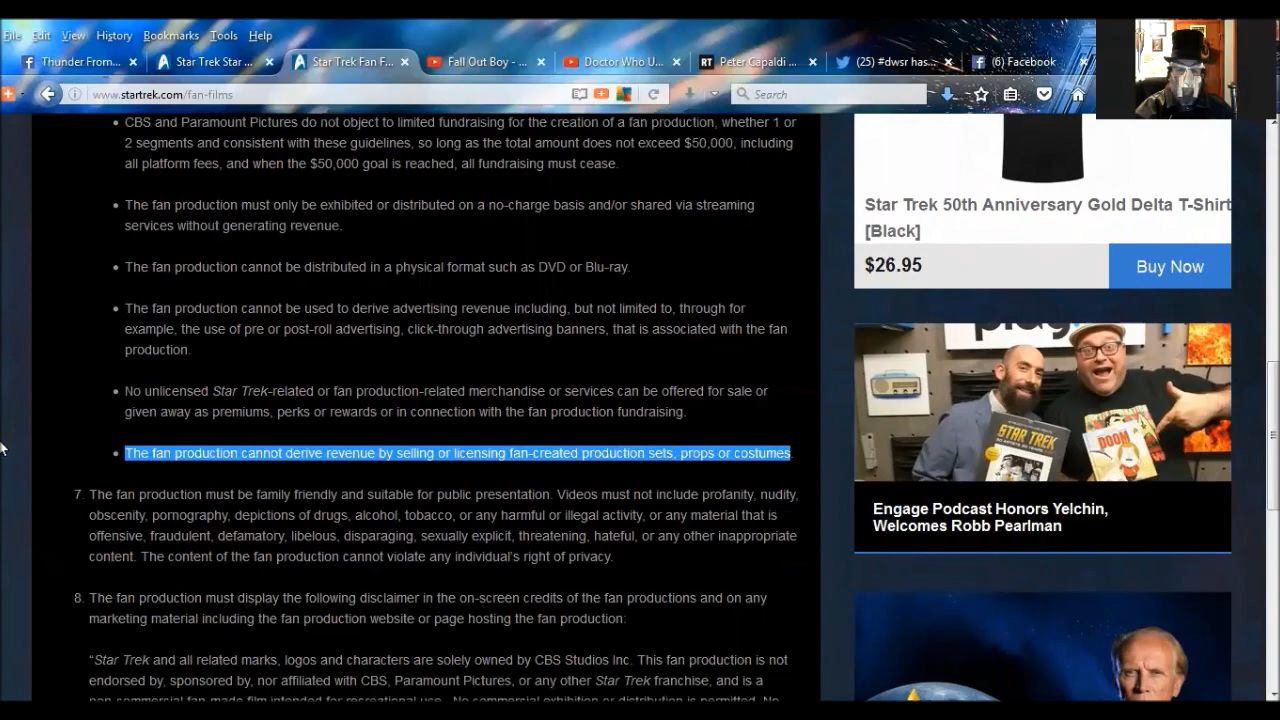 File Edit View History Bookmarks Tools Help
Thunder From... × Star Trek Star ... × Star Trek Fan F... × Fall Out Boy - ... × Doctor Who U... × Peter Capaldi ... × (25) #dwsr has... × (6) Facebook ×
www.startrek.com/fan-films
Search
• CBS and Paramount Pictures do not object to limited fundraising for the creation of a fan production, whether 1 or
2 segments and consistent with these guidelines, so long as the total amount does not exceed $50,000, including
all platform fees, and when the $50,000 goal is reached, all fundraising must cease.
• The fan production must only be exhibited or distributed on a no-charge basis and/or shared via streaming
services without generating revenue.
• The fan production cannot be distributed in a physical format such as DVD or Blu-ray.
• The fan production cannot be used to derive advertising revenue including, but not limited to, through for
example, the use of pre or post-roll advertising, click-through advertising banners, that is associated with the fan
production.
• No unlicensed Star Trek-related or fan production-related merchandise or services can be offered for sale or
given away as premiums, perks or rewards or in connection with the fan production fundraising.
• The fan production cannot derive revenue by selling or licensing fan-created production sets, props or costumes.
7. The fan production must be family friendly and suitable for public presentation. Videos must not include profanity, nudity,
obscenity, pornography, depictions of drugs, alcohol, tobacco, or any harmful or illegal activity, or any material that is
offensive, fraudulent, defamatory, libelous, disparaging, sexually explicit, threatening, hateful, or any other inappropriate
content. The content of the fan production cannot violate any individual's right of privacy.
8. The fan production must display the following disclaimer in the on-screen credits of the fan productions and on any
marketing material including the fan production website or page hosting the fan production:
“Star Trek and all related marks, logos and characters are solely owned by CBS Studios Inc. This fan production is not
endorsed by, sponsored by, nor affiliated with CBS, Paramount Pictures, or any other Star Trek franchise, and is a
non-commercial fan-made film intended for recreational use. No commercial exhibition or distribution is permitted. No
Star Trek 50th Anniversary Gold Delta T-Shirt
[Black]
$26.95
Buy Now
STAR TREK
DOOM
Engage Podcast Honors Yelchin,
Welcomes Robb Pearlman